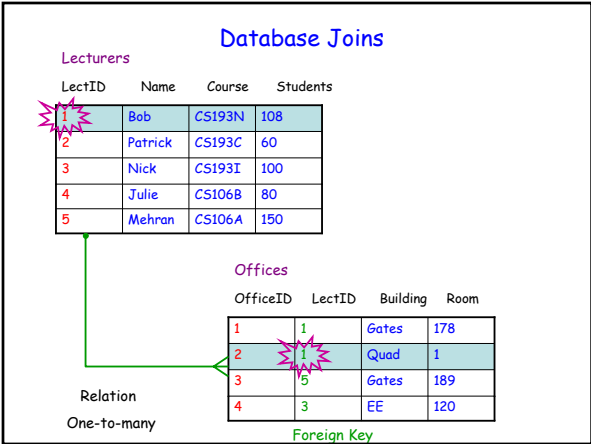 Database Joins
Lecturers
LectID Name Course Students
1 Bob CS193N 108
2 Patrick CS193C 60
3 Nick CS193I 100
4 Julie CS106B 80
5 Mehran CS106A 150
Offices
OfficeID LectID Building Room
1 1 Gates 178
2 1 Quad 1
3 5 Gates 189
4 3 EE 120
Relation
One-to-many
Foreign Key